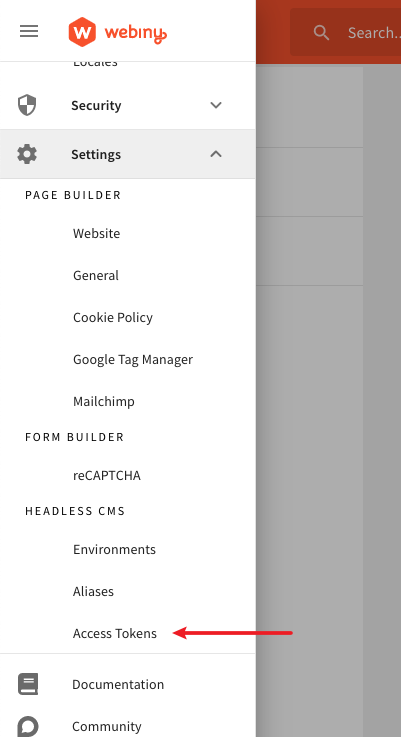 webiny
Search..
Locales
Security
Settings
PAGE BUILDER
Website
General
Cookie Policy
Google Tag Manager
Mailchimp
FORM BUILDER
reCAPTCHA
HEADLESS CMS
Environments
Aliases
Access Tokens
Documentation
Community